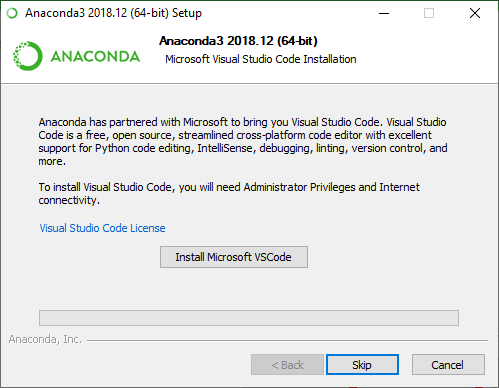 Anaconda3 2018.12 (64-bit) Setup
ANACONDA
Anaconda3 2018.12 (64-bit)
Microsoft Visual Studio Code Installation
Anaconda has partnered with Microsoft to bring you Visual Studio Code. Visual Studio
Code is a free, open source, streamlined cross-platform code editor with excellent
support for Python code editing, IntelliSense, debugging, linting, version control, and
more.
To install Visual Studio Code, you will need Administrator Privileges and Internet
connectivity.
Visual Studio Code License
Install Microsoft VSCode
Anaconda, Inc.
< Back
Skip
Cancel